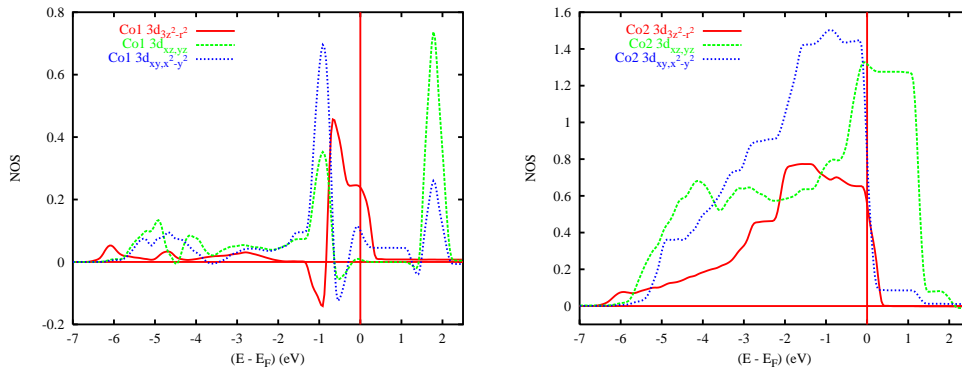 Co1 3d3z²-r²
Co1 3dxz,yz
Co1 3dxy,x²-y²
NOS
0.8
0.6
0.4
0.2
0
-0.2
-7 -6 -5 -4 -3 -2 -1 0 1 2
(E - EF) (eV)
Co2 3d3z²-r²
Co2 3dxz,yz
Co2 3dxy,x²-y²
NOS
1.6
1.4
1.2
1
0.8
0.6
0.4
0.2
0
-7 -6 -5 -4 -3 -2 -1 0 1 2
(E - EF) (eV)